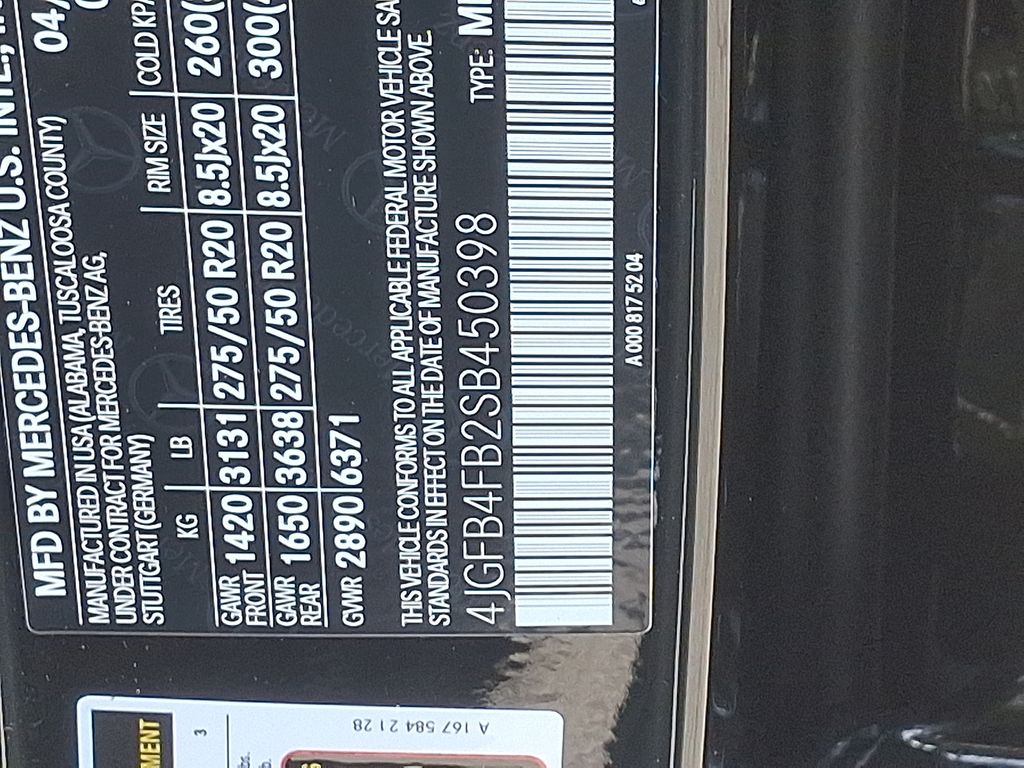 MFD BY MERCEDES-BENZ U.S. INT'L., 04/
MANUFACTURED IN USA (ALABAMA, TUSCALOOSA COUNTY)
UNDER CONTRACT FOR MERCEDES-BENZ AG,
STUTTGART (GERMANY)
KG LB TIRES RIM SIZE COLD KPA
GAWR FRONT 1420 3131 275/50 R20 8.5Jx20 260(
GAWR REAR 1650 3638 275/50 R20 8.5Jx20 300(
GVWR 2890 6371
THIS VEHICLE CONFORMS TO ALL APPLICABLE FEDERAL MOTOR VEHICLE SA
STANDARDS IN EFFECT ON THE DATE OF MANUFACTURE SHOWN ABOVE.
4JGFB4FB2SB450398 TYPE:
A 000 817 52 04
MENT
3
A 167 584 21 28